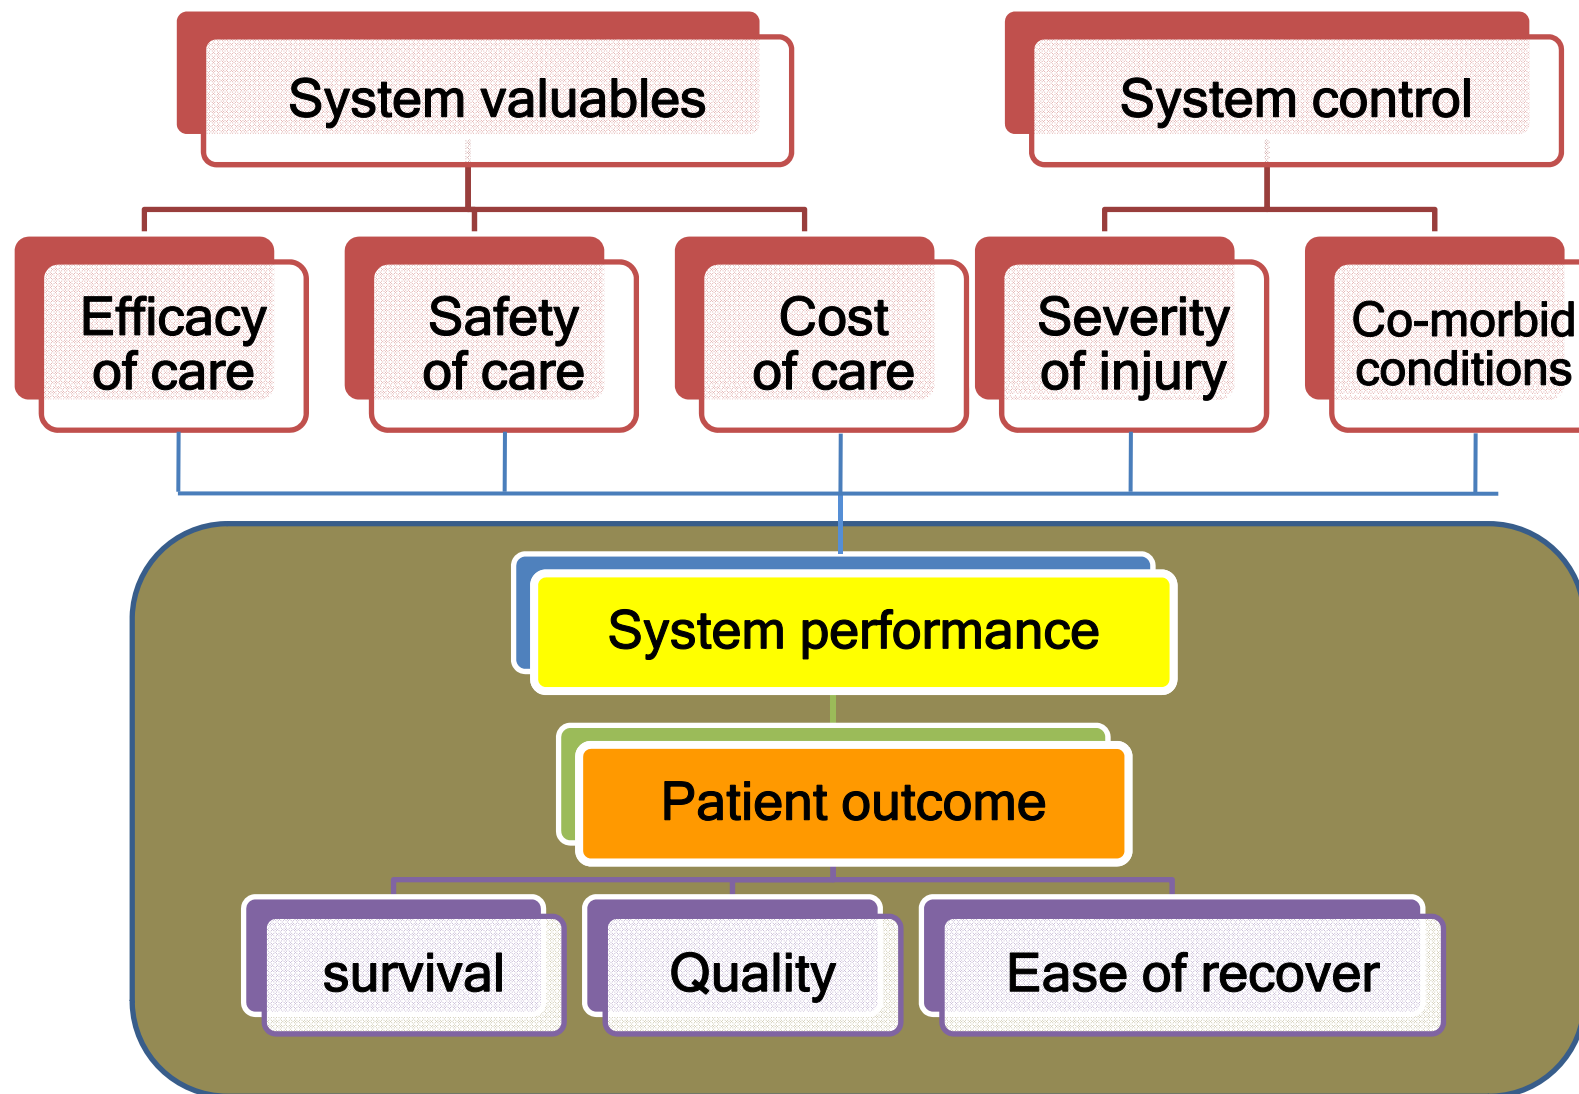 System valuables
System control
Efficacy
of care
Safety
of care
Cost
of care
Severity
of injury
Co-morbid
conditions
System performance
Patient outcome
survival
Quality
Ease of recover